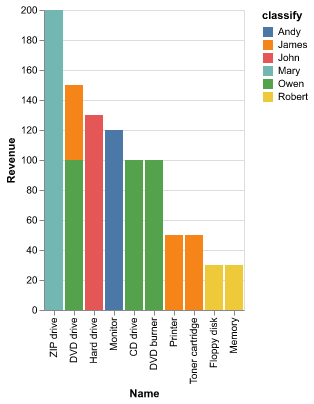 classify
Andy
James
John
Mary
Owen
Robert
Revenue
200
180
160
140
120
100
80
60
40
20
0
ZIP drive
DVD drive
Hard drive
Monitor
CD drive
DVD burner
Printer
Toner cartridge
Floppy disk
Memory
Name